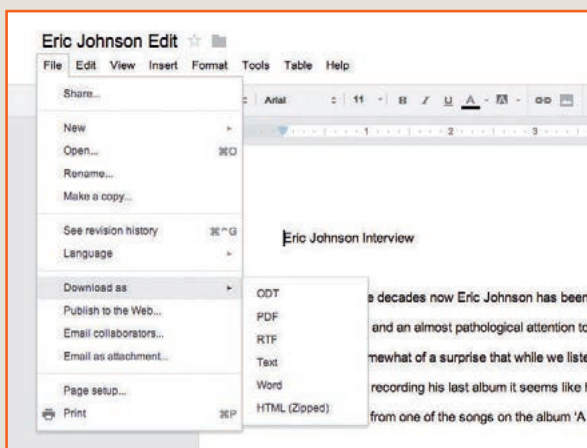 Eric Johnson Edit
File Edit View Insert Format Tools Table Help
Share...
Arial 11 B I U A A
New
1 2 3
Open... ⌘O
Rename...
Make a copy...
See revision history ⌘^G
Eric Johnson Interview
Language
Download as
ODT
e decades now Eric Johnson has been
Publish to the Web...
PDF
and an almost pathological attention to
Email collaborators...
RTF
Email as attachment...
Text
mewhat of a surprise that while we liste
Page setup...
Word
recording his last album it seems like h
Print ⌘P
HTML (Zipped)
from one of the songs on the album 'A